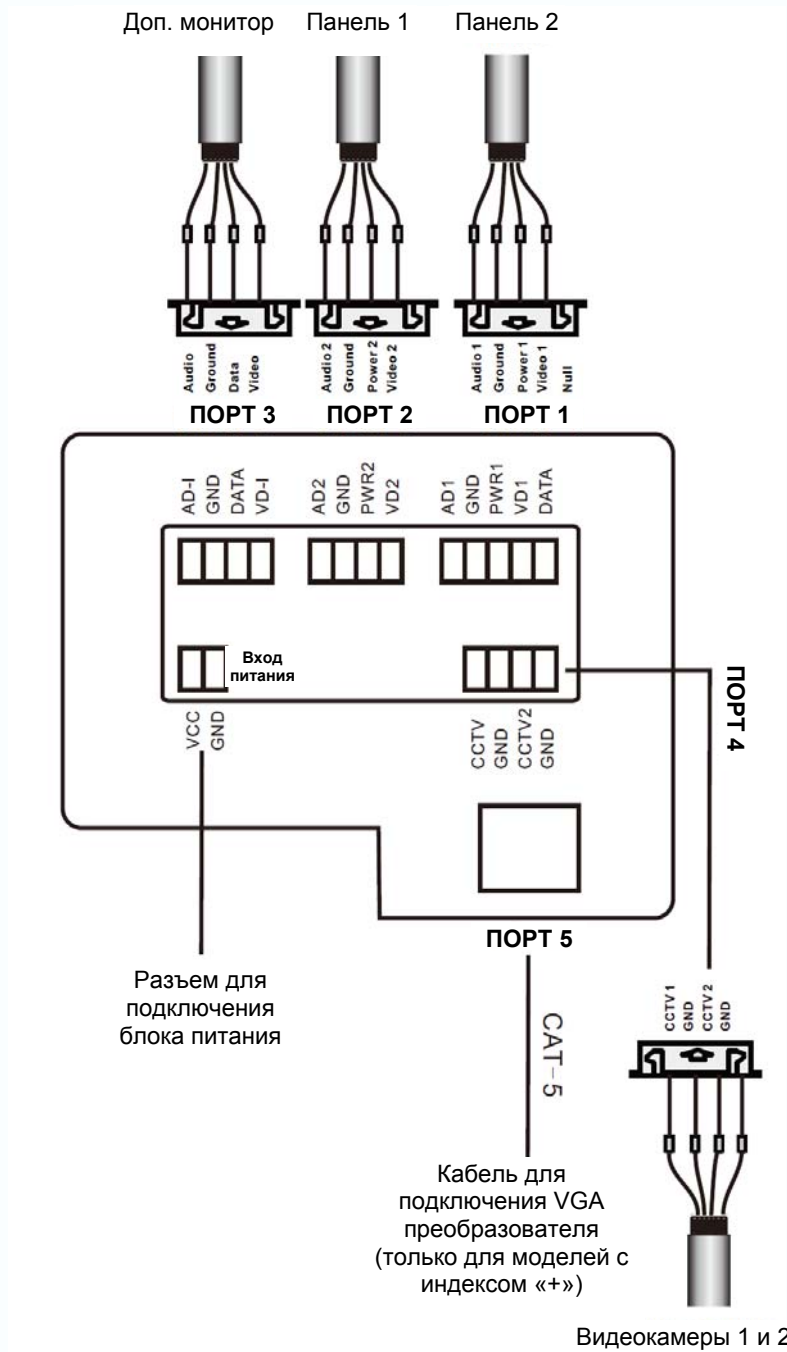 Доп. монитор Панель 1 Панель 2
Audio
Ground
Data
Video
Audio 2
Ground
Power 2
Video 2
Audio 1
Ground
Power 1
Video 1
Null
ПОРТ 3 ПОРТ 2 ПОРТ 1
AD-I
GND
DATA
VD-I
AD2
GND
PWR2
VD2
AD1
GND
PWR1
VD1
DATA
Вход
питания
ПОРТ 4
VCC
GND
CCTV
GND
CCTV2
GND
ПОРТ 5
Разъем для
подключения
блока питания
CAT-5
CCTV1
GND
CCTV2
GND
Кабель для
подключения VGA
преобразователя
(только для моделей с
индексом «+»)
Видеокамеры 1 и 2